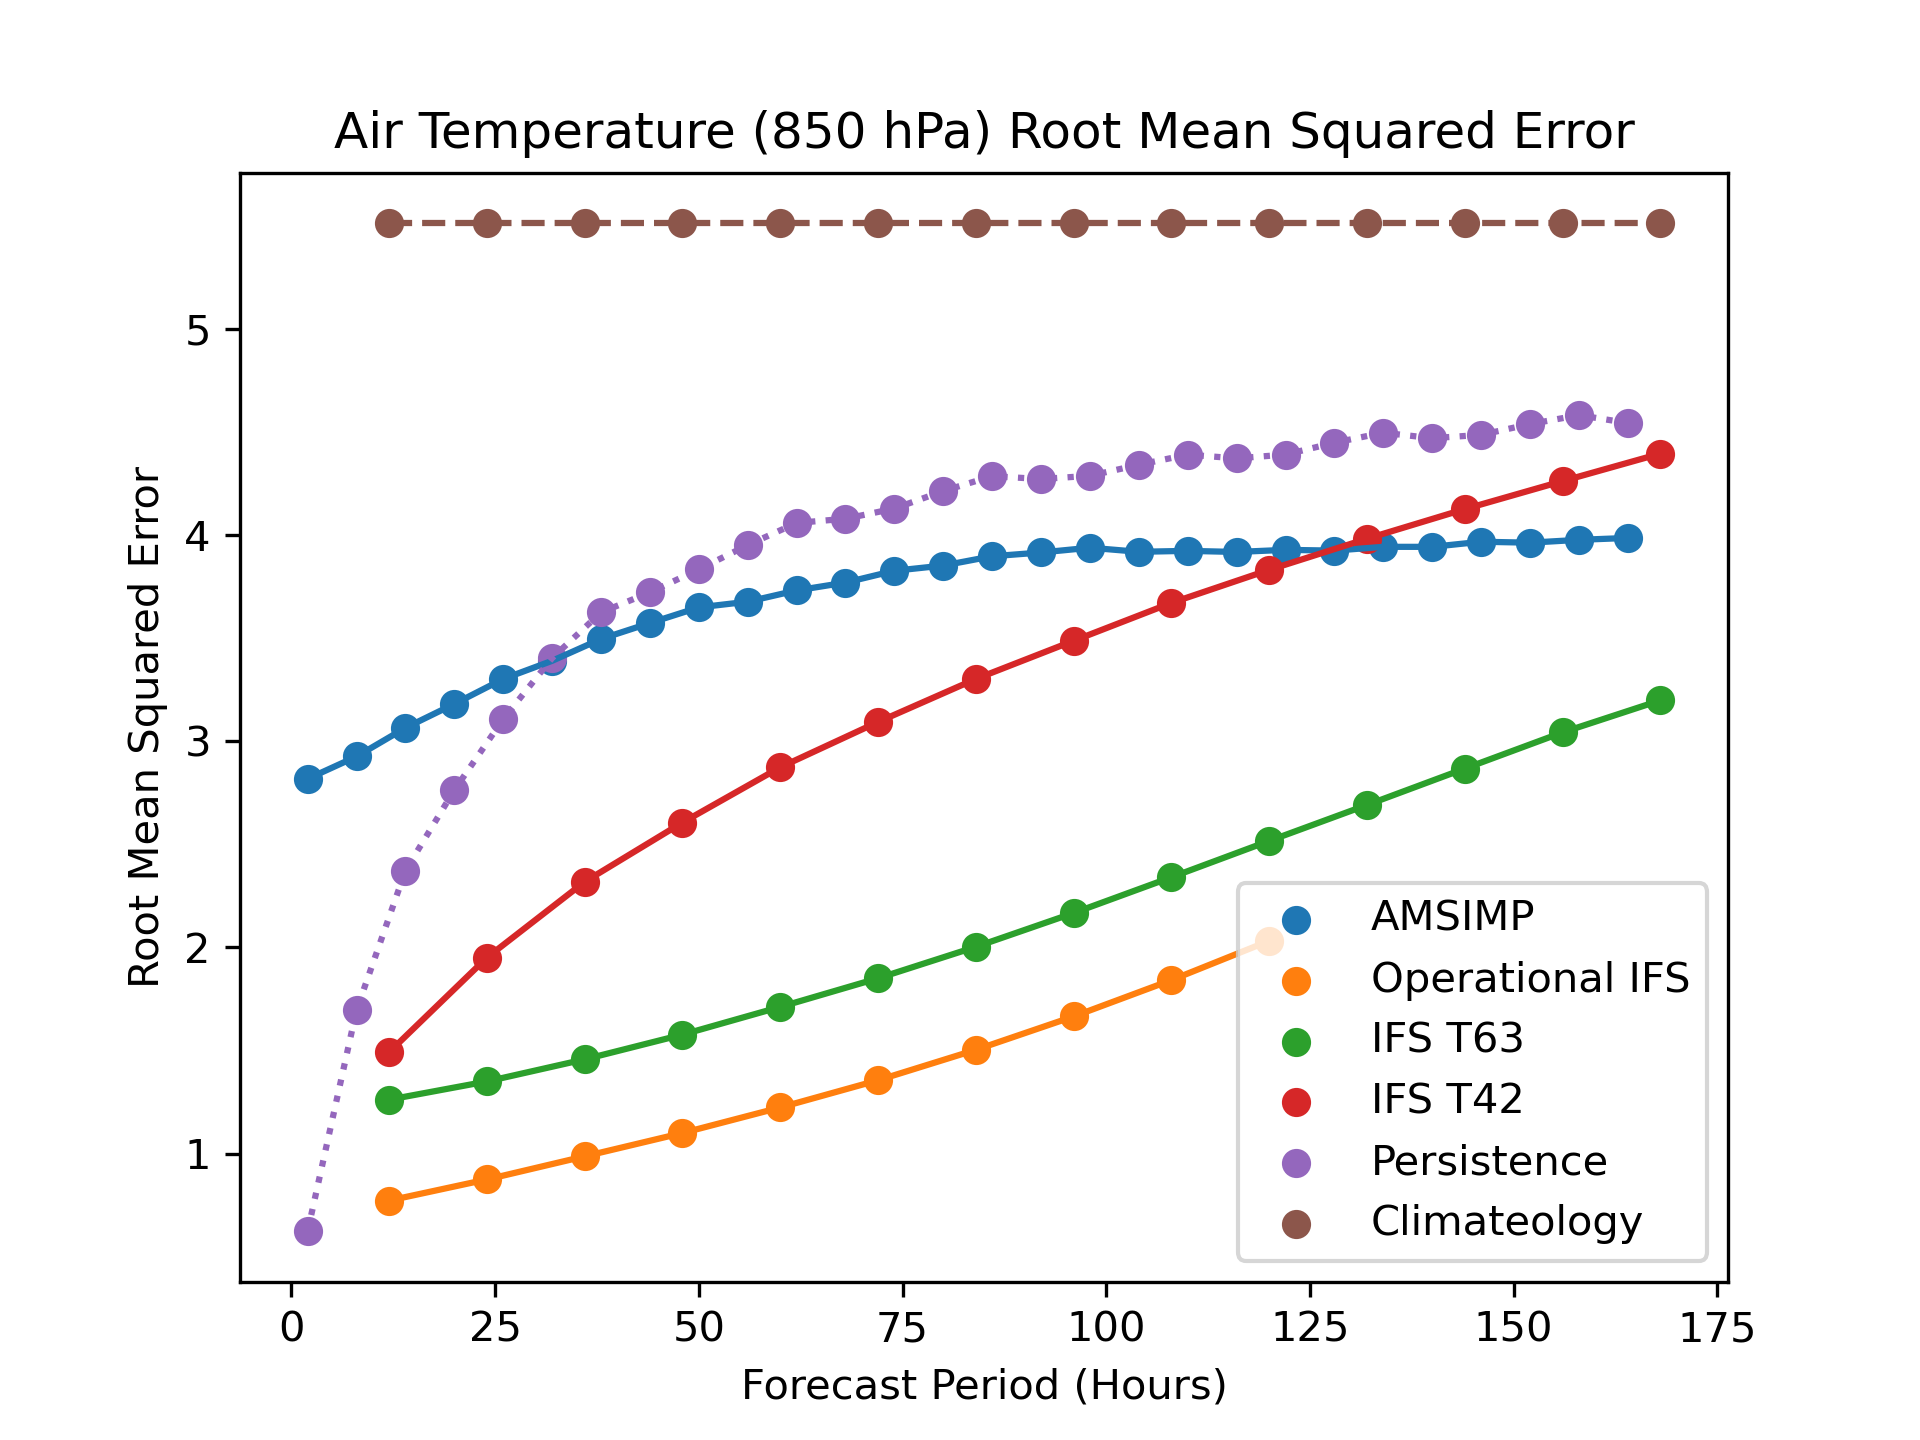 Air Temperature (850 hPa) Root Mean Squared Error
Root Mean Squared Error
5
4
3
2
1
AMSIMP
Operational IFS
IFS T63
IFS T42
Persistence
Climateology
0 25 50 75 100 125 150 175
Forecast Period (Hours)